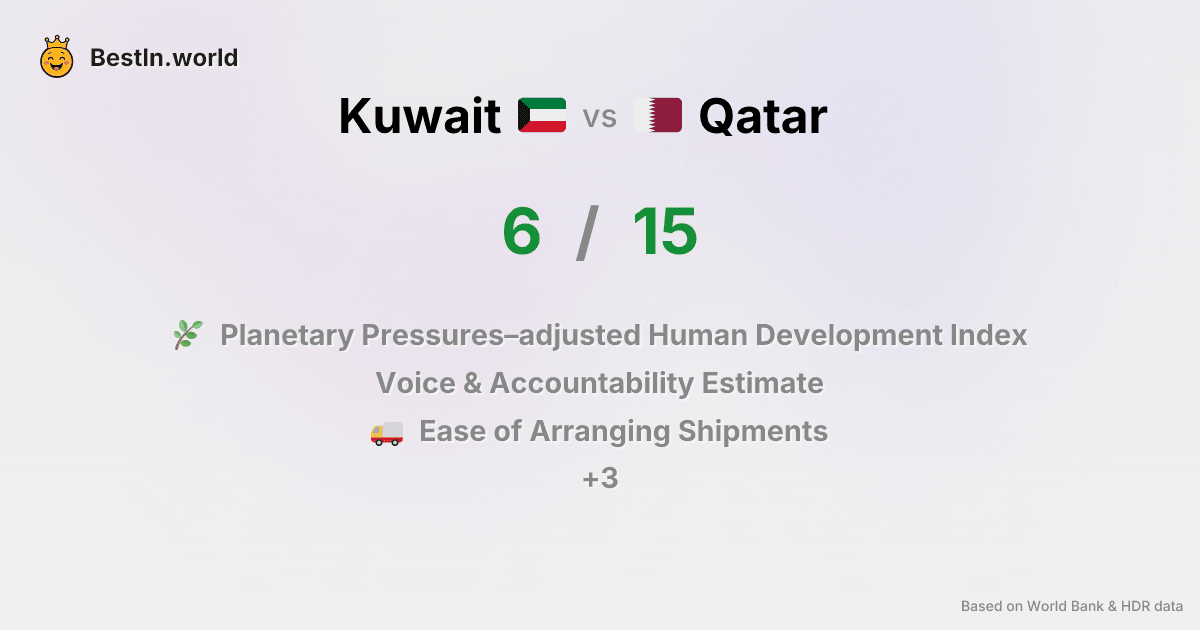 BestIn.world
Kuwait vs Qatar
6 / 15
Planetary Pressures–adjusted Human Development Index
Voice & Accountability Estimate
Ease of Arranging Shipments
+3
Based on World Bank & HDR data